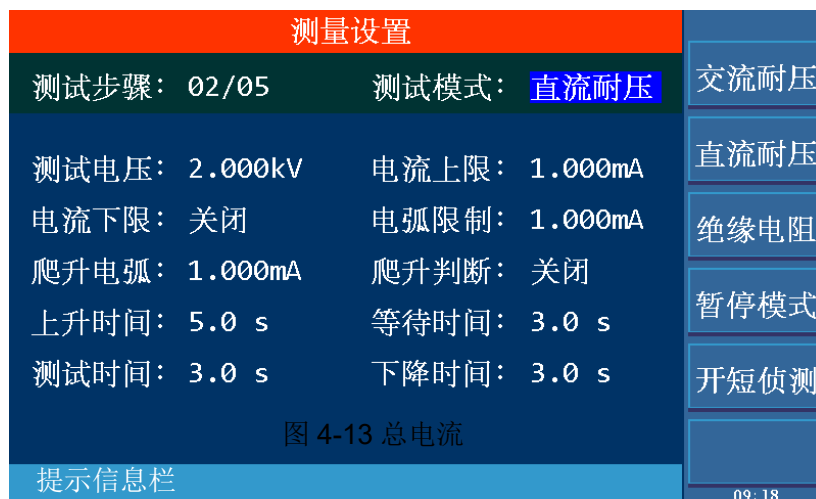 测量设置
测试步骤： 02/05 测试模式： 直流耐压
测试电压： 2.000kV 电流上限： 1.000mA
电流下限： 关闭 电弧限制： 1.000mA
爬升电弧： 1.000mA 爬升判断： 关闭
上升时间： 5.0 s 等待时间： 3.0 s
测试时间： 3.0 s 下降时间： 3.0 s
图 4-13 总电流
提示信息栏
交流耐压
直流耐压
绝缘电阻
暂停模式
开短侦测
09:18